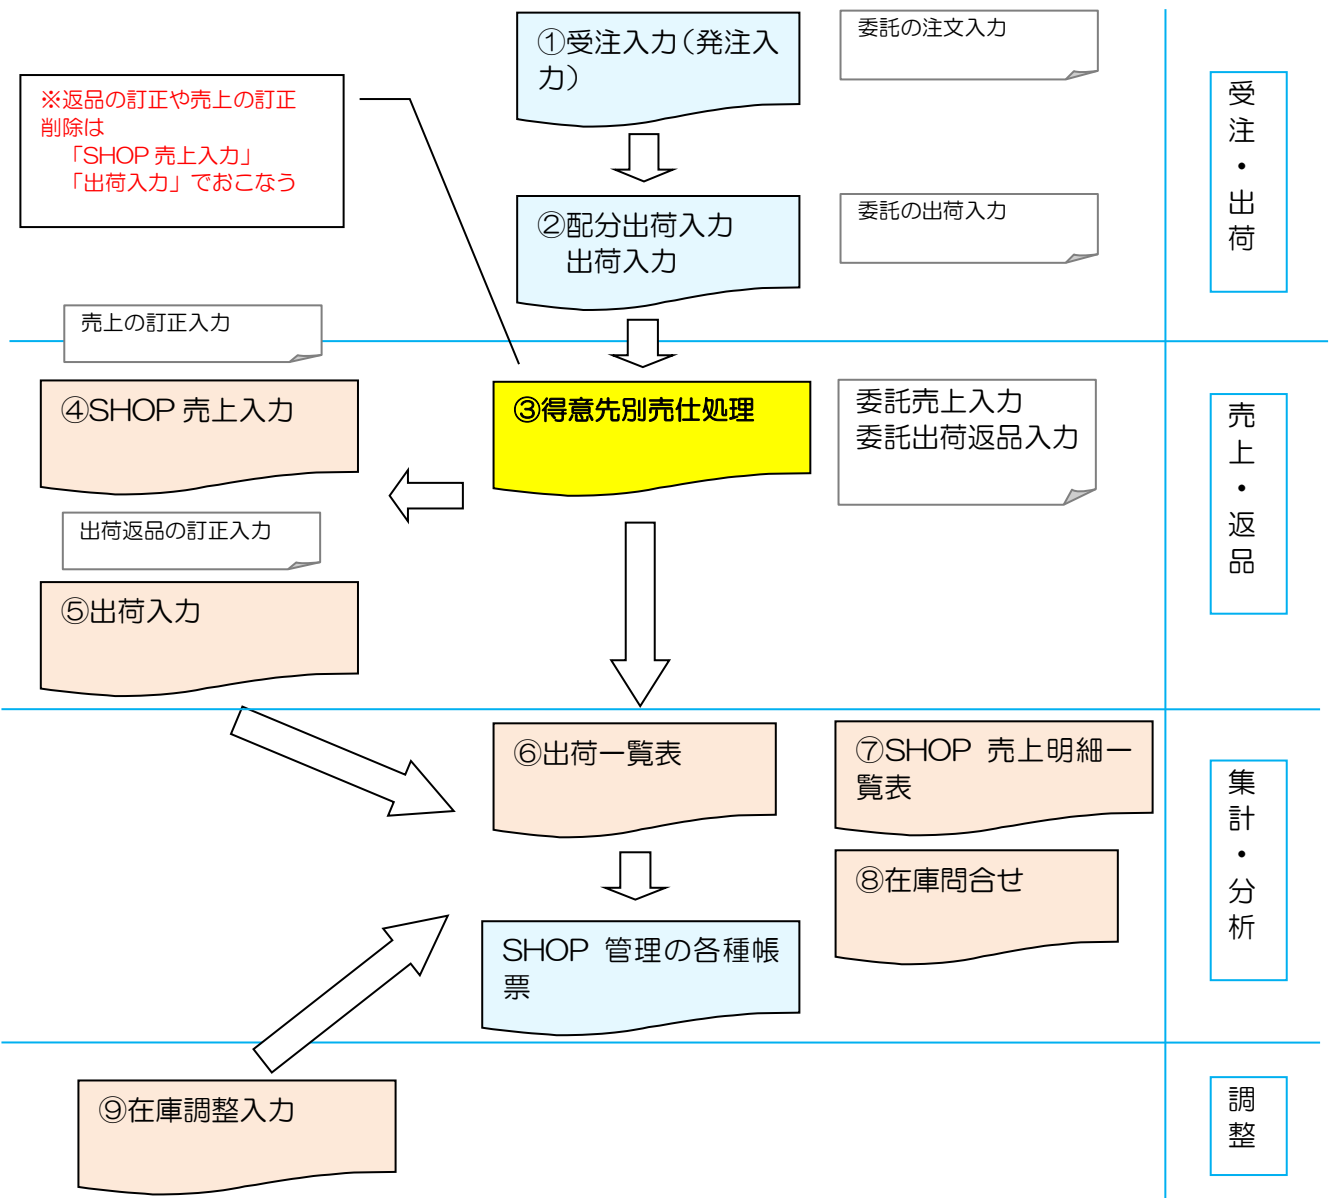 ①受注入力（発注入
力）
委託の注文入力
※返品の訂正や売上の訂正
削除は
「SHOP 売上入力」
「出荷入力」でおこなう
受注・出荷
②配分出荷入力
出荷入力
委託の出荷入力
売上の訂正入力
④SHOP 売上入力
③得意先別売仕処理
委託売上入力
委託出荷返品入力
売上・返品
出荷返品の訂正入力
⑤出荷入力
⑥出荷一覧表
⑦SHOP 売上明細一
覧表
集計・分析
⑧在庫問合せ
SHOP 管理の各種帳
票
⑨在庫調整入力
調整